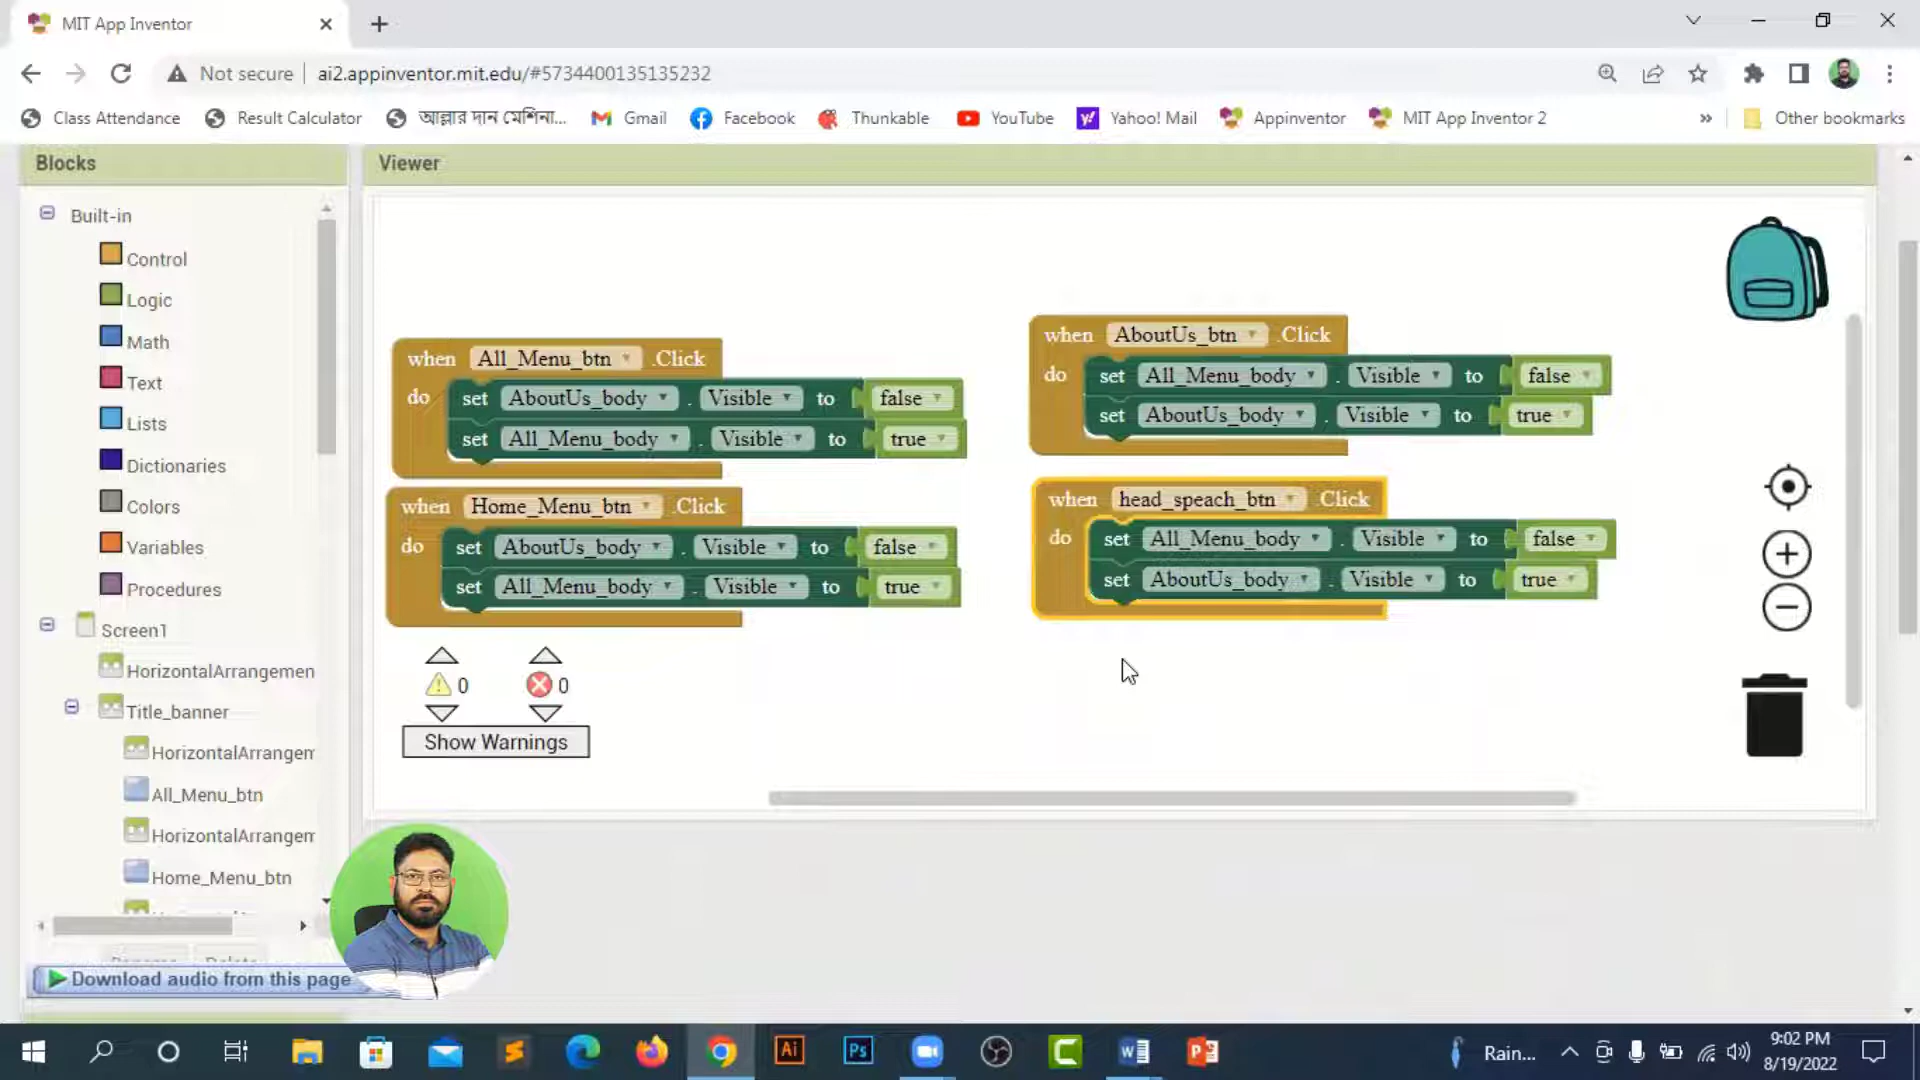 MIT App Inventor
Not secure
ai2.appinventor.mit.edu/#5734400135135232
Class Attendance
Result Calculator
আল্লার দান মেশিনা...
Gmail
Facebook
Thunkable
YouTube
Yahoo! Mail
Appinventor
MIT App Inventor 2
»
Other bookmarks
Blocks
Viewer
Built-in
Control
Logic
Math
Text
Lists
Dictionaries
Colors
Variables
Procedures
Screen1
HorizontalArrangemen
Title_banner
HorizontalArrangem
All_Menu_btn
HorizontalArrangem
Home_Menu_btn
when All_Menu_btn .Click
do set AboutUs_body . Visible to false
set All_Menu_body . Visible to true
when Home_Menu_btn .Click
do set AboutUs_body . Visible to false
set All_Menu_body . Visible to true
when AboutUs_btn .Click
do set All_Menu_body . Visible to false
set AboutUs_body . Visible to true
when head_speach_btn .Click
do set All_Menu_body . Visible to false
set AboutUs_body . Visible to true
0 0
Show Warnings
Download audio from this page
Ai
Ps
Rain...
9:02 PM
8/19/2022